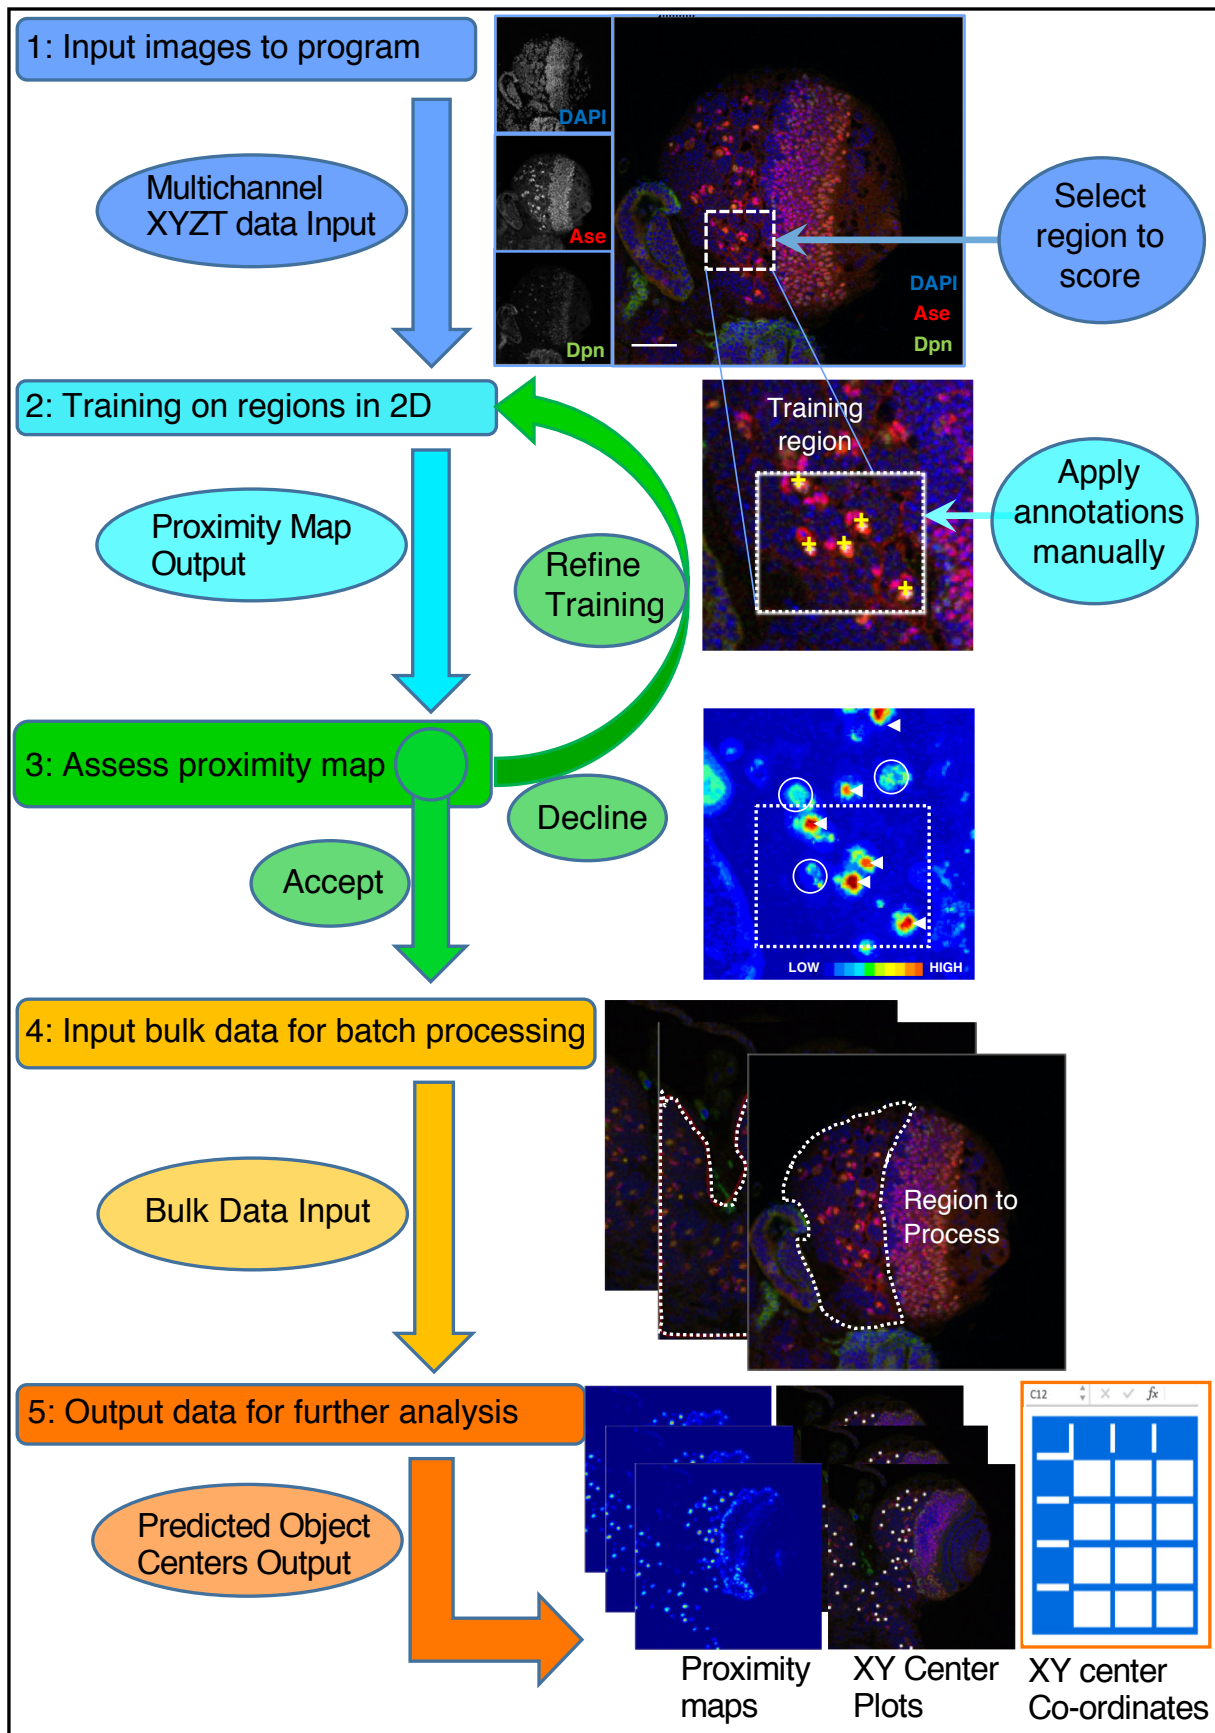 1: Input images to program
DAPI
Multichannel
XYZT data Input
Ase
Dpn
DAPI
Ase
Dpn
Select
region to
score
2: Training on regions in 2D
Training
region
Apply
annotations
manually
Proximity Map
Output
Refine
Training
3: Assess proximity map
Decline
Accept
LOW
HIGH
4: Input bulk data for batch processing
Bulk Data Input
Region to
Process
5: Output data for further analysis
C12
fx
Predicted Object
Centers Output
Proximity
maps
XY Center
Plots
XY center
Co-ordinates